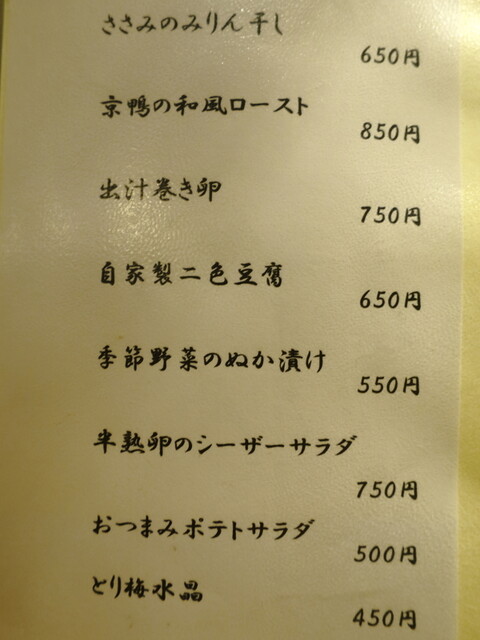 ささみのみりん干し
650円
京鴨の和風ロースト
850円
出汁巻き卵
750円
自家製二色豆腐
650円
季節野菜のぬか漬け
550円
半熟卵のシーザーサラダ
750円
おつまみポテトサラダ
500円
とり梅水晶
450円